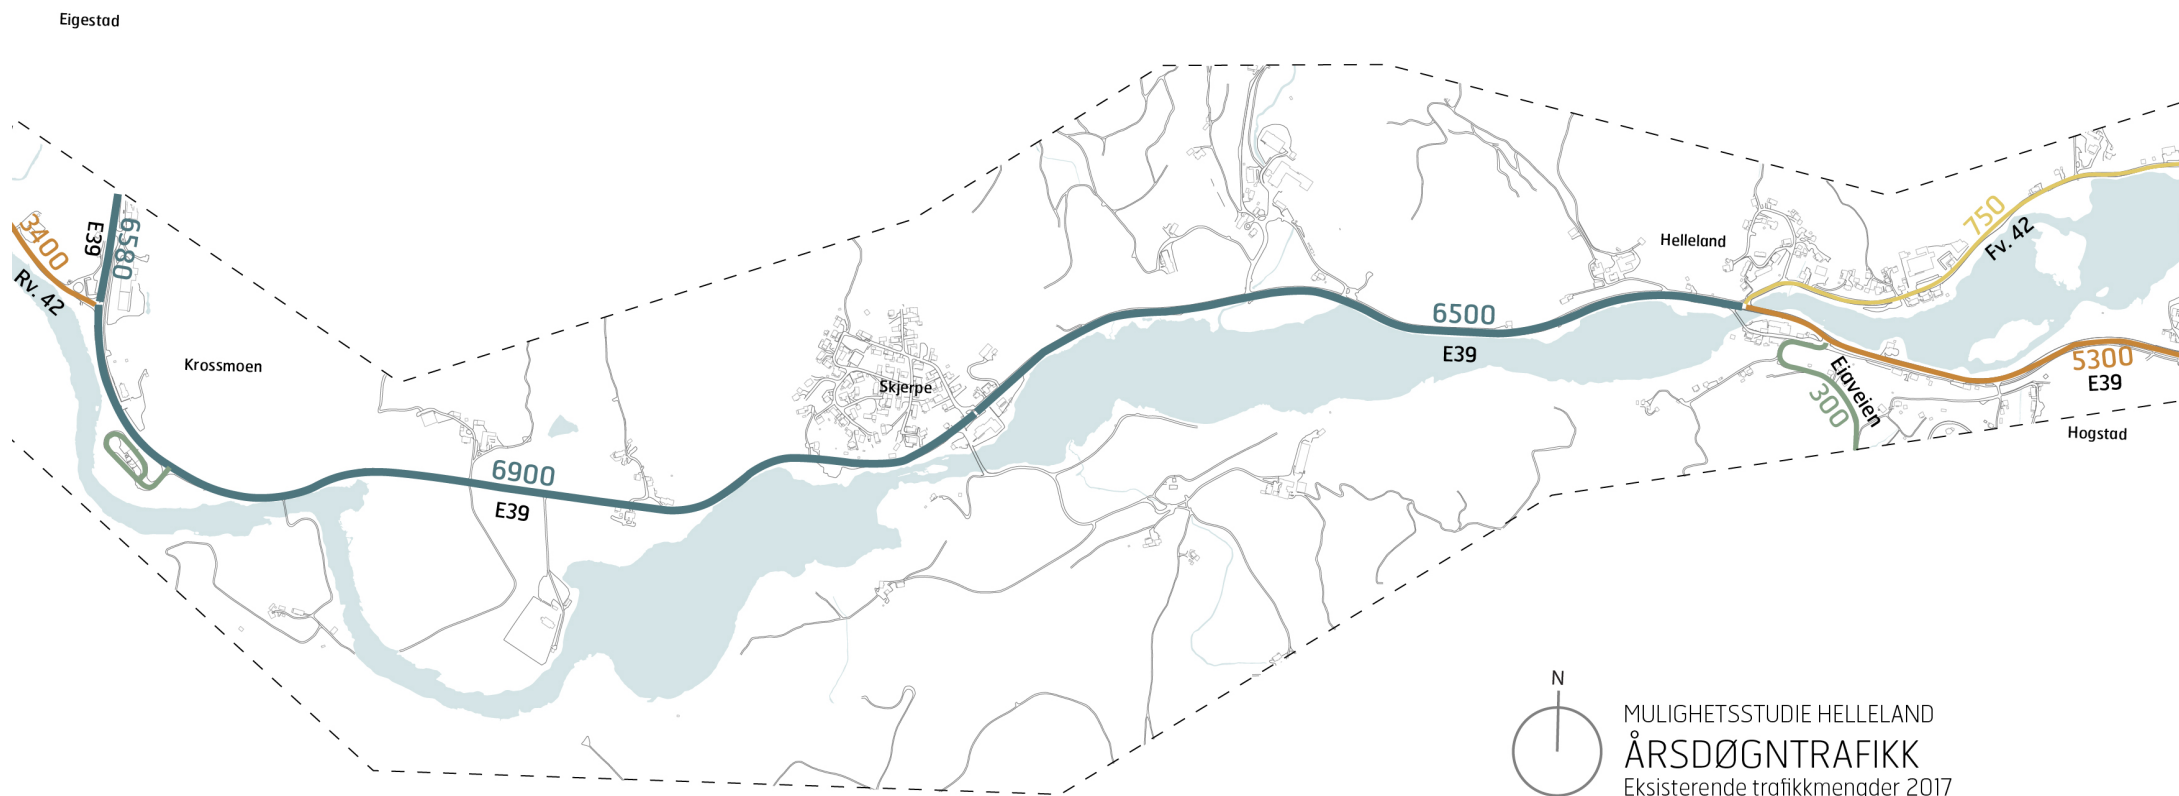 Eigestad
3400
Rv. 42
E39
6580
Krossmoen
6900
E39
Skjerpe
6500
E39
Helleland
750
Fv. 42
Eiaveien
300
5300
E39
Hogstad
N
MULIGHETSSTUDIE HELLELAND
ÅRSDØGNTRAFIKK
Eksisterende trafikkmengder 2017